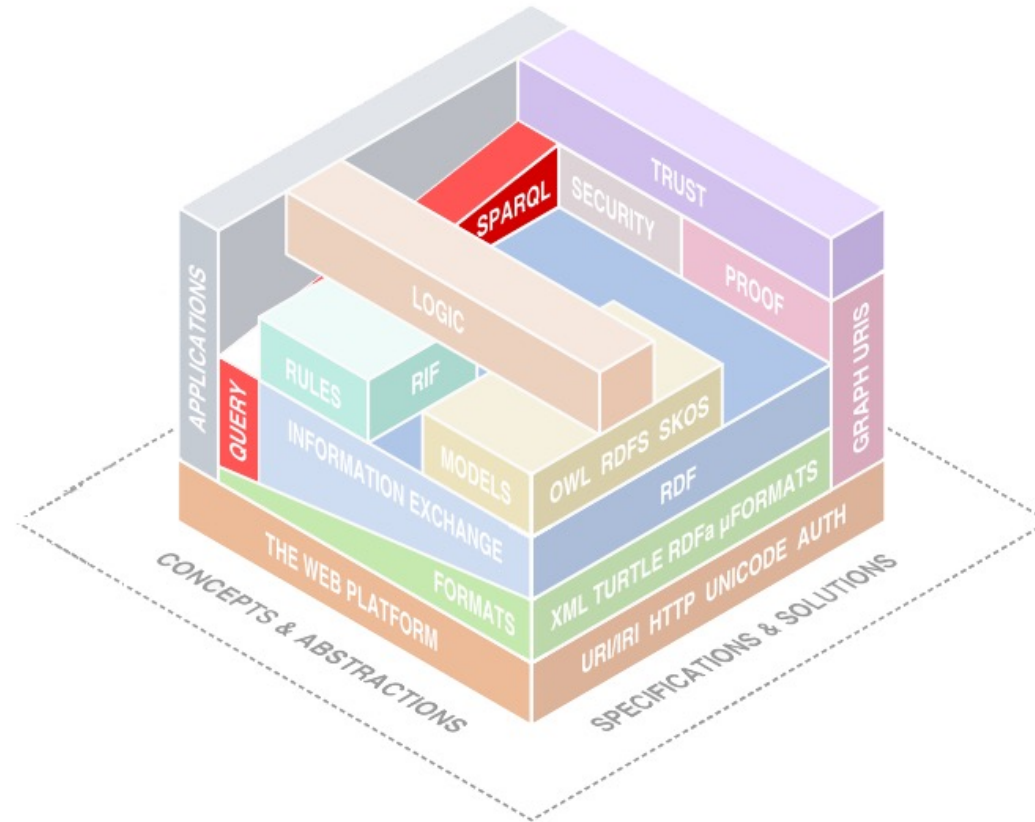 TRUST
SPARQL
SECURITY
PROOF
LOGIC
APPLICATIONS
GRAPH URIS
RULES
RIF
QUERY
INFORMATION EXCHANGE
MODELS
OWL RDFS SKOS
RDF
FORMATS
XML TURTLE RDFa µFORMATS
THE WEB PLATFORM
URI/IRI HTTP UNICODE AUTH
CONCEPTS & ABSTRACTIONS
SPECIFICATIONS & SOLUTIONS